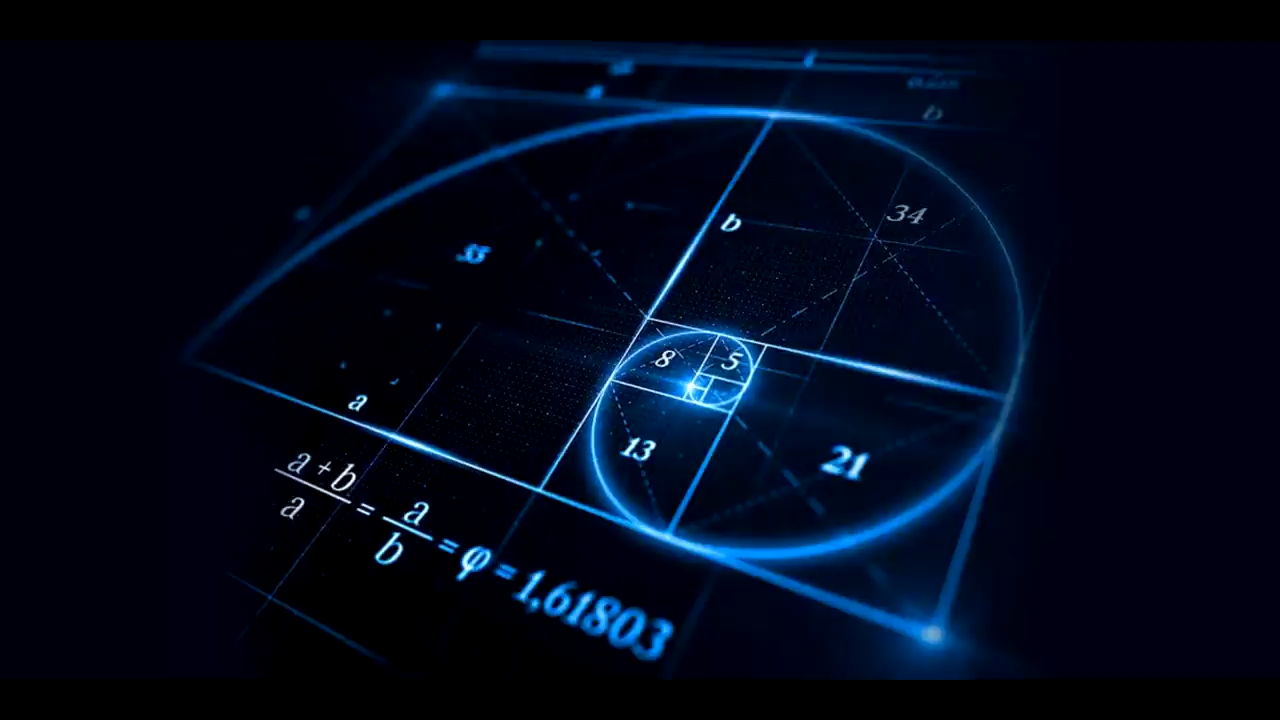 b
34
b
55
8
5
a
13
21
a + b / a = a / b = φ = 1,61803